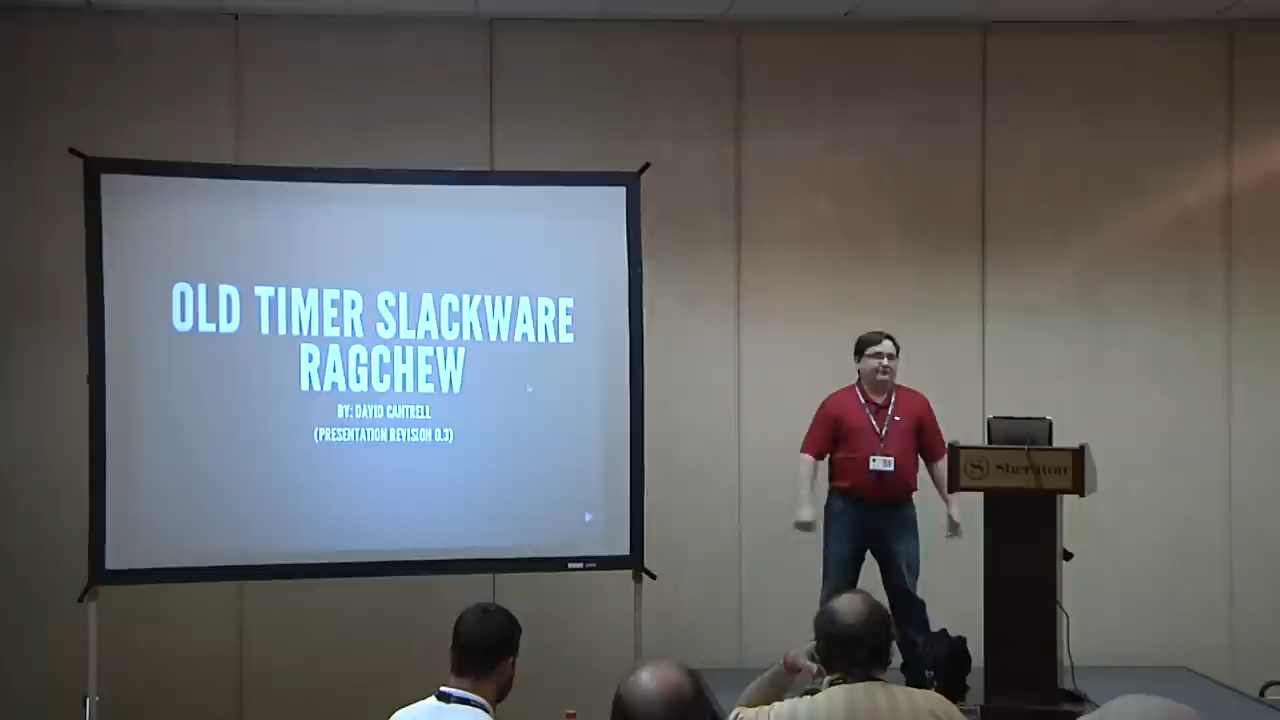 OLD TIMER SLACKWARE
RAGCHEW
BY: DAVID CANTRELL
(PRESENTATION REVISION 0.3)
S Sheraton